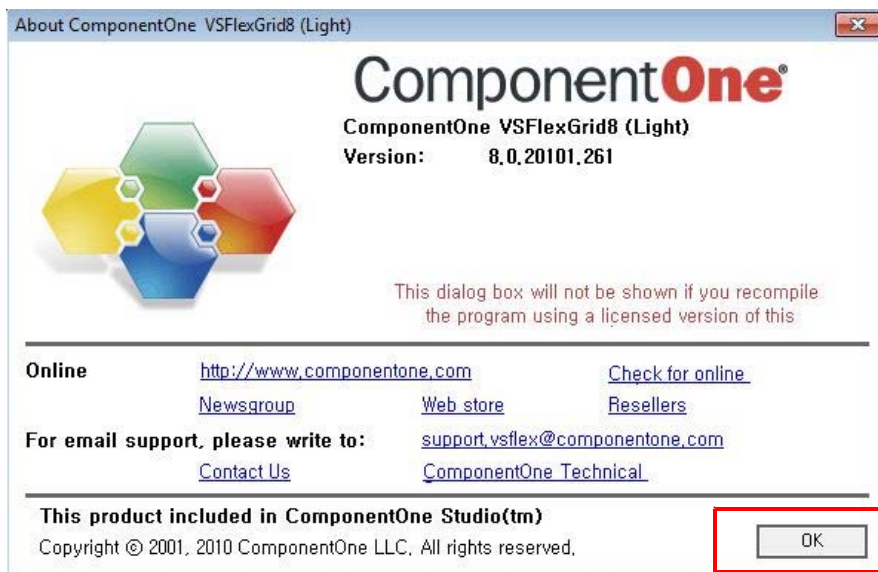 About ComponentOne VSFlexGrid8 (Light)
ComponentOne®
ComponentOne VSFlexGrid8 (Light)
Version: 8.0.20101.261
This dialog box will not be shown if you recompile
the program using a licensed version of this
Online http://www.componentone.com Check for online
Newsgroup Web store Resellers
For email support, please write to: support.vsflex@componentone.com
Contact Us ComponentOne Technical
This product included in ComponentOne Studio(tm)
Copyright © 2001, 2010 ComponentOne LLC, All rights reserved.
OK